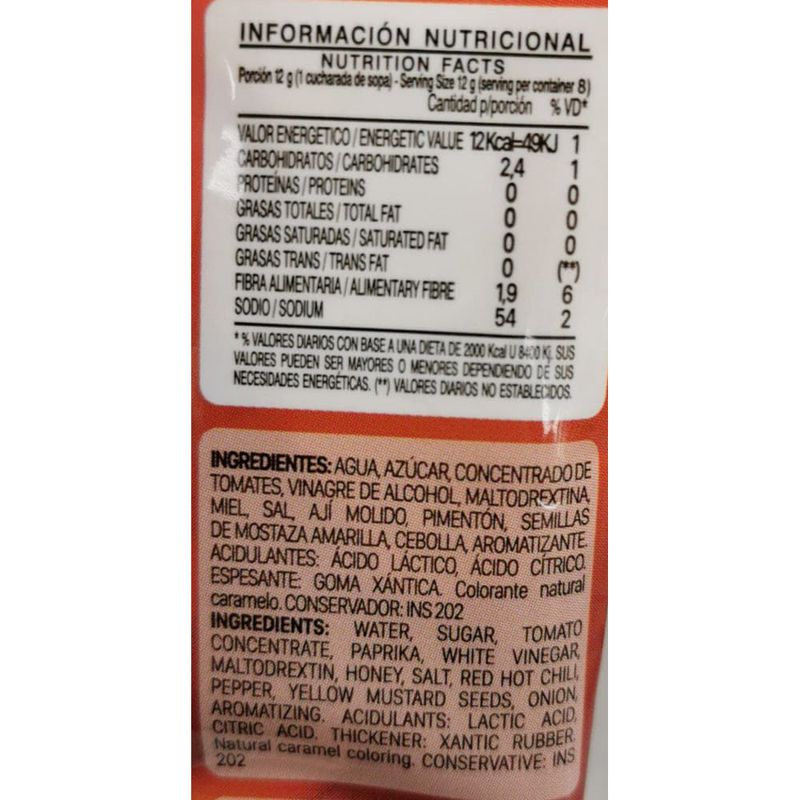 INFORMACIÓN NUTRICIONAL
NUTRITION FACTS
Porción 12 g (1 cucharada de sopa) - Serving Size 12 g (serving per container 8)
Cantidad p/porción % VD*
VALOR ENERGETICO / ENERGETIC VALUE 12Kcal=49KJ 1
CARBOHIDRATOS / CARBOHIDRATES 2,4 1
PROTEÍNAS / PROTEINS 0 0
GRASAS TOTALES / TOTAL FAT 0 0
GRASAS SATURADAS / SATURATED FAT 0 0
GRASAS TRANS / TRANS FAT 0 (**)
FIBRA ALIMENTARIA / ALIMENTARY FIBRE 1,9 6
SODIO / SODIUM 54 2
* % VALORES DIARIOS CON BASE A UNA DIETA DE 2000 Kcal U 8400 Kj. SUS
VALORES PUEDEN SER MAYORES O MENORES DEPENDIENDO DE SUS
NECESIDADES ENERGÉTICAS. (**) VALORES DIARIOS NO ESTABLECIDOS.
INGREDIENTES: AGUA, AZÚCAR, CONCENTRADO DE
TOMATES, VINAGRE DE ALCOHOL, MALTODREXTINA,
MIEL, SAL, AJÍ MOLIDO, PIMENTÓN, SEMILLAS
DE MOSTAZA AMARILLA, CEBOLLA, AROMATIZANTE.
ACIDULANTES: ÁCIDO LÁCTICO, ÁCIDO CÍTRICO.
ESPESANTE: GOMA XÁNTICA. Colorante natural
caramelo. CONSERVADOR: INS 202
INGREDIENTS: WATER, SUGAR, TOMATO
CONCENTRATE, PAPRIKA, WHITE VINEGAR,
MALTODREXTIN, HONEY, SALT, RED HOT CHILI,
PEPPER, YELLOW MUSTARD SEEDS, ONION,
AROMATIZING. ACIDULANTS: LACTIC ACID,
CITRIC ACID. THICKENER: XANTIC RUBBER.
Natural caramel coloring. CONSERVATIVE: INS
202